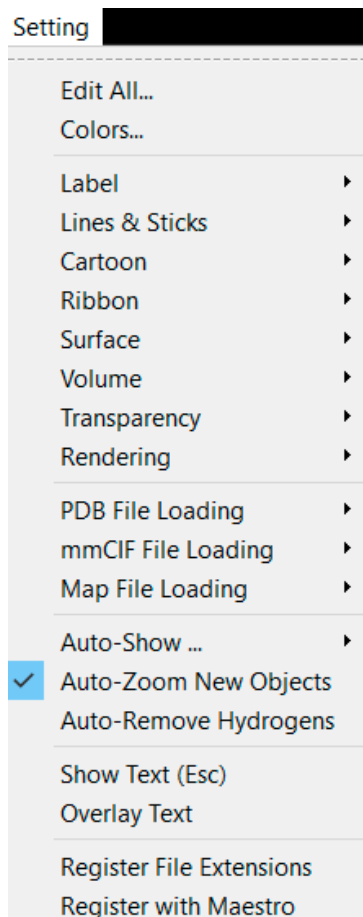 Setting
Edit All...
Colors...
Label
Lines & Sticks
Cartoon
Ribbon
Surface
Volume
Transparency
Rendering
PDB File Loading
mmCIF File Loading
Map File Loading
Auto-Show ...
Auto-Zoom New Objects
Auto-Remove Hydrogens
Show Text (Esc)
Overlay Text
Register File Extensions
Register with Maestro